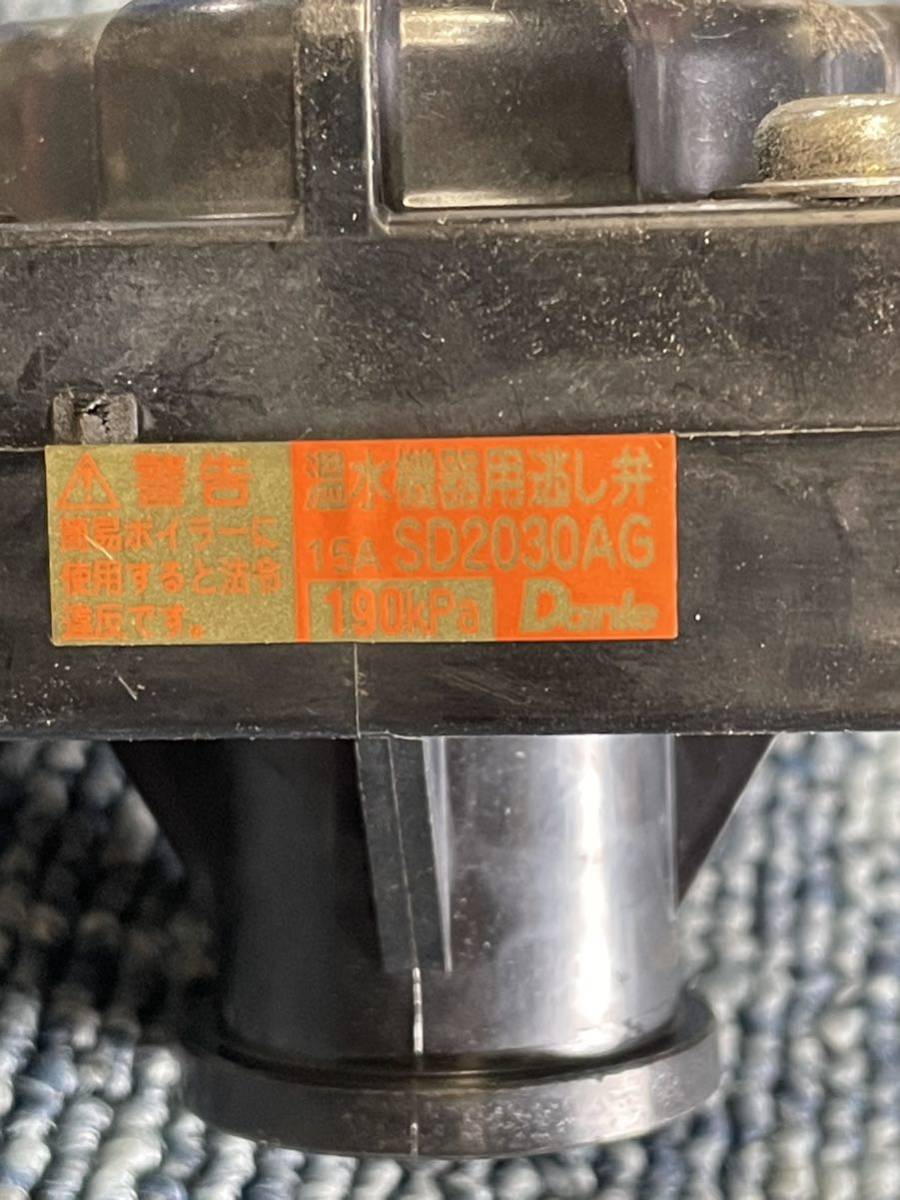 ⚠警告
簡易ボイラーに
使用すると法令
違反です。
温水機器用逃し弁
15A SD2030AG
190kPa Danle